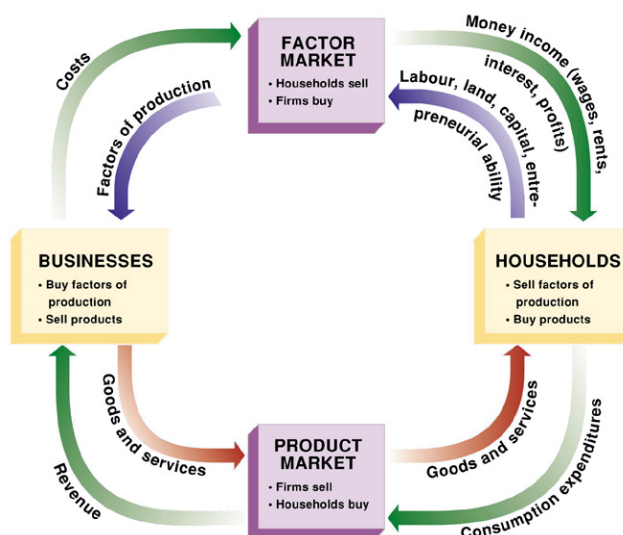 FACTOR
MARKET
• Households sell
• Firms buy
Costs
Factors of production
Money income (wages, rents,
interest, profits)
Labour, land, capital, entre-
preneurial ability
BUSINESSES
• Buy factors of
production
• Sell products
HOUSEHOLDS
• Sell factors of
production
• Buy products
Goods and services
Revenue
PRODUCT
MARKET
• Firms sell
• Households buy
Goods and services
Consumption expenditures